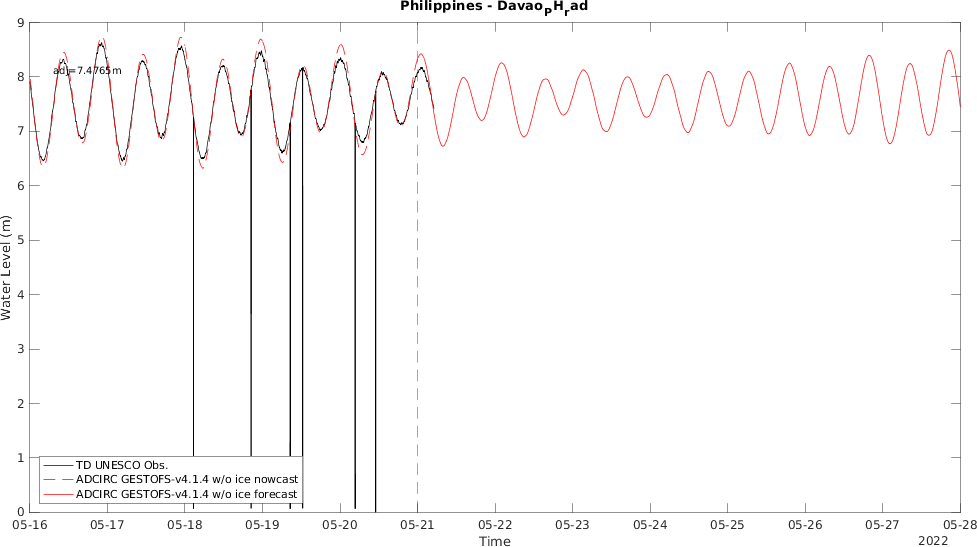 Philippines - Davao_PH_rad
9
8
7
6
5
4
3
2
1
0
Water Level (m)
adj=7.4765m
TD UNESCO Obs.
ADCIRC GESTOFS-v4.1.4 w/o ice nowcast
ADCIRC GESTOFS-v4.1.4 w/o ice forecast
05-16 05-17 05-18 05-19 05-20 05-21 05-22 05-23 05-24 05-25 05-26 05-27 05-28
Time
2022